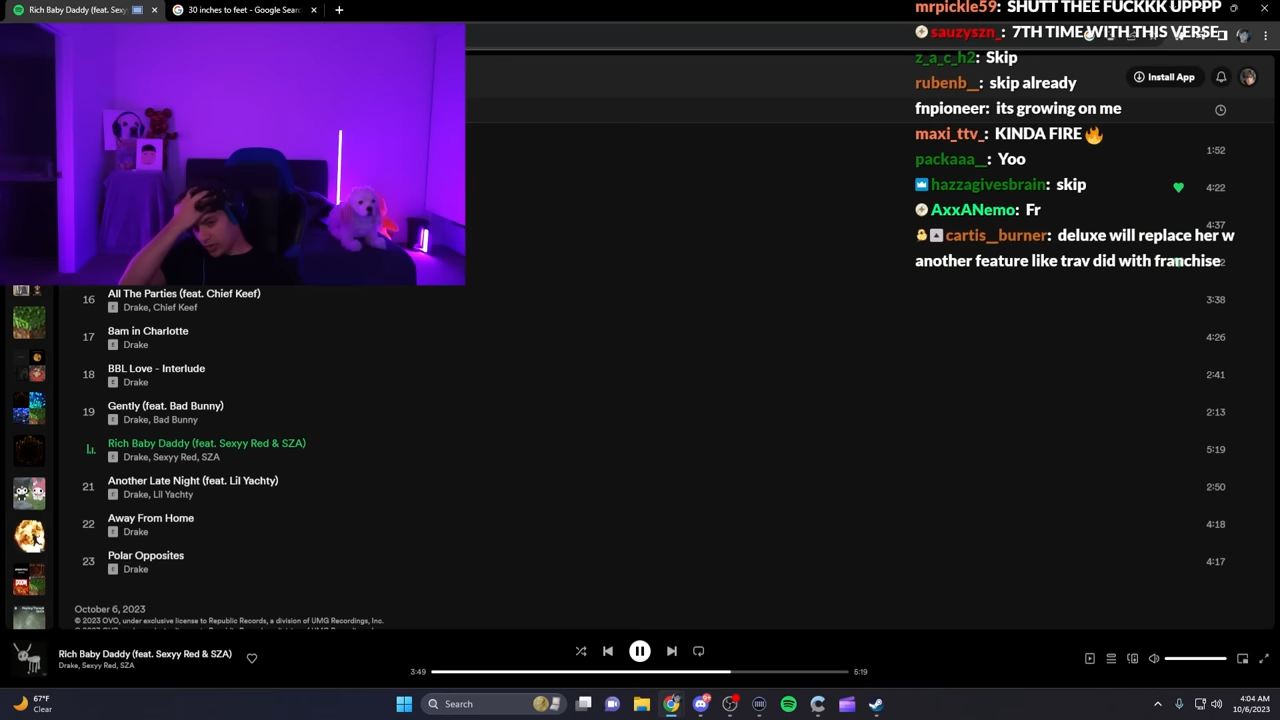 Rich Baby Daddy (feat. Sexy
30 inches to feet - Google Sear
mrpickle59: SHUTT THEE FUCKKK UPPPP
sauzyszn_: 7TH TIME WITH THIS VERSE
z_a_c_h2: Skip
rubenb__: skip already
fnpioneer: its growing on me
maxi_ttv_: KINDA FIRE 🔥
packaaa__: Yoo
hazzagivesbrain: skip
AxxANemo: Fr
cartis__burner: deluxe will replace her w
another feature like trav did with franchise
Install App
1:52
4:22
4:37
16 All The Parties (feat. Chief Keef) 3:38
E Drake, Chief Keef
17 8am in Charlotte 4:26
E Drake
18 BBL Love - Interlude 2:41
E Drake
19 Gently (feat. Bad Bunny) 2:13
E Drake, Bad Bunny
Rich Baby Daddy (feat. Sexyy Red & SZA) 5:19
E Drake, Sexyy Red, SZA
21 Another Late Night (feat. Lil Yachty) 2:50
E Drake, Lil Yachty
22 Away From Home 4:18
E Drake
23 Polar Opposites 4:17
E Drake
October 6, 2023
© 2023 OVO, under exclusive license to Republic Records, a division of UMG Recordings, Inc.
Rich Baby Daddy (feat. Sexyy Red & SZA)
Drake, Sexyy Red, SZA
3:49
5:19
67°F
Clear
Search
4:04 AM
10/6/2023